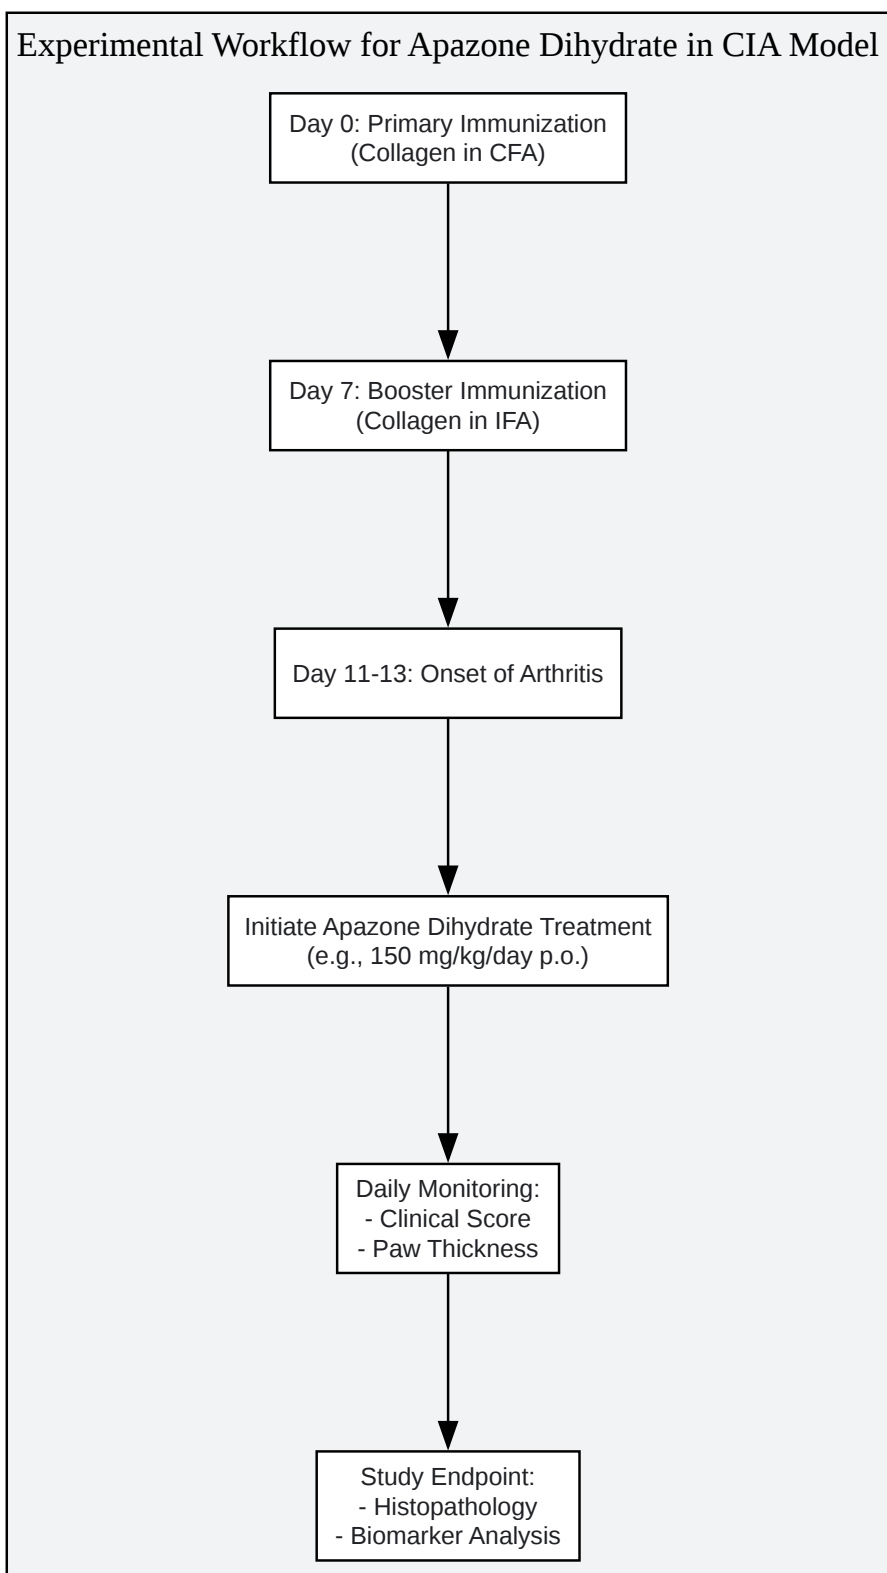 Experimental Workflow for Apazone Dihydrate in CIA Model
Day 0: Primary Immunization
(Collagen in CFA)
Day 7: Booster Immunization
(Collagen in IFA)
Day 11-13: Onset of Arthritis
Initiate Apazone Dihydrate Treatment
(e.g., 150 mg/kg/day p.o.)
Daily Monitoring:
- Clinical Score
- Paw Thickness
Study Endpoint:
- Histopathology
- Biomarker Analysis